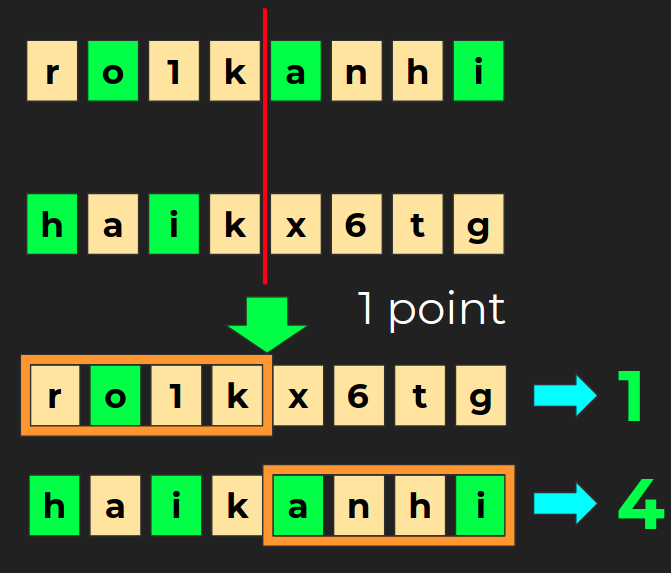 r o 1 k a n h i
h a i k x 6 t g
1 point
r o 1 k x 6 t g 1
h a i k a n h i 4